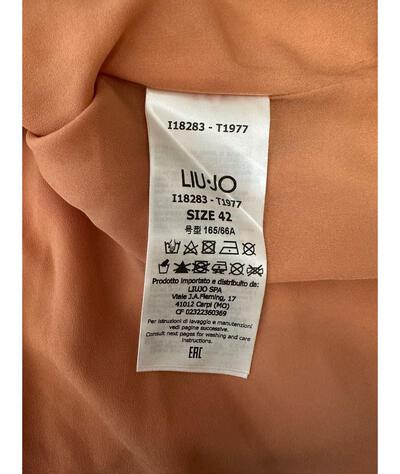 I18283 - T1977
LIU·JO
I18283 - T1977
SIZE 42
号型 165/66A
Prodotto importato e distribuito da:
LIUJO SPA
Viale J.A.Fleming, 17
41012 Carpi (MO)
CF 02322360369
Per istruzioni di lavaggio e manutenzioni
vedi pagine successive.
Consult next pages for washing and care
instructions.
EAC